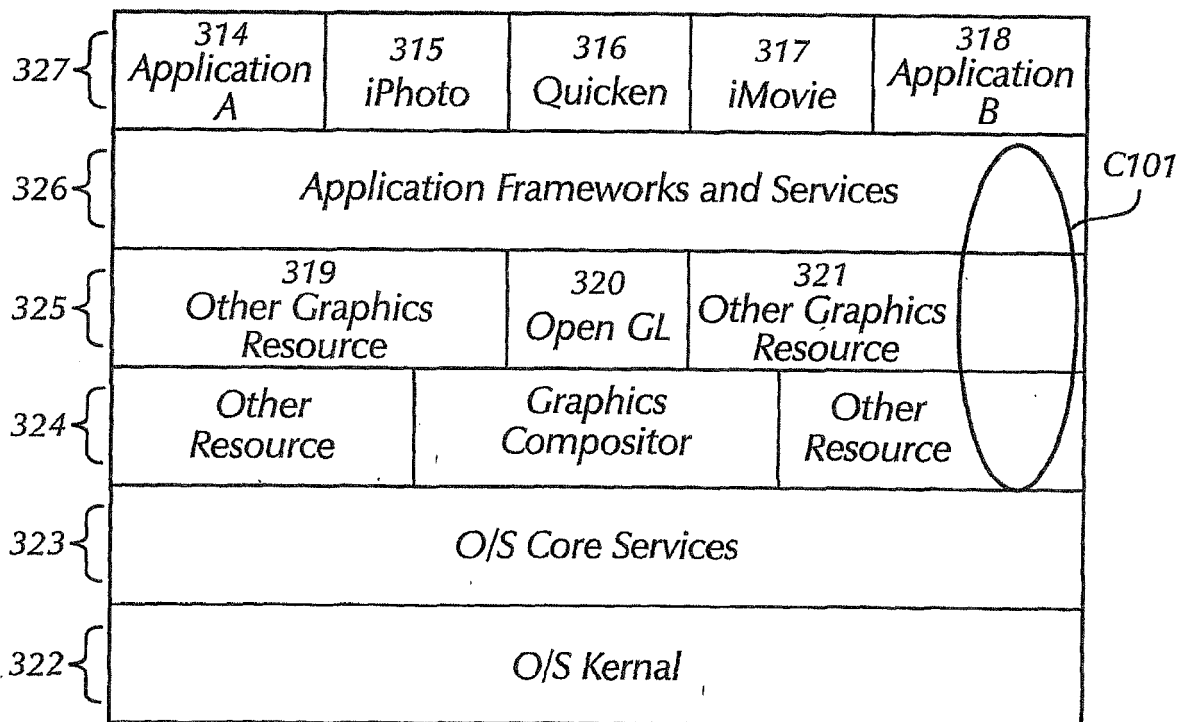 327
314
Application
A
315
iPhoto
316
Quicken
317
iMovie
318
Application
B
326
Application Frameworks and Services
C101
325
319
Other Graphics
Resource
320
Open GL
321
Other Graphics
Resource
324
Other
Resource
Graphics
Compositor
Other
Resource
323
O/S Core Services
322
O/S Kernal